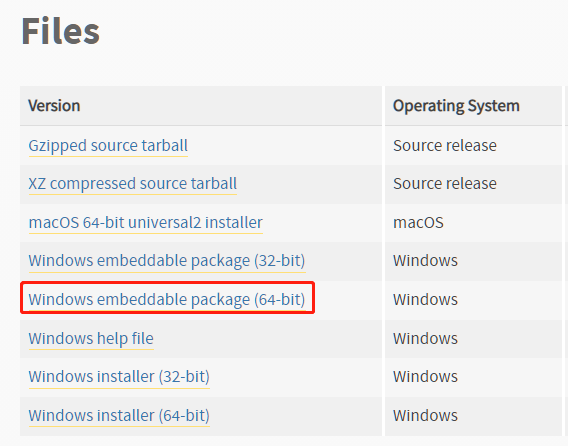 Files
Version Operating System
Gzipped source tarball Source release
XZ compressed source tarball Source release
macOS 64-bit universal2 installer macOS
Windows embeddable package (32-bit) Windows
Windows embeddable package (64-bit) Windows
Windows help file Windows
Windows installer (32-bit) Windows
Windows installer (64-bit) Windows